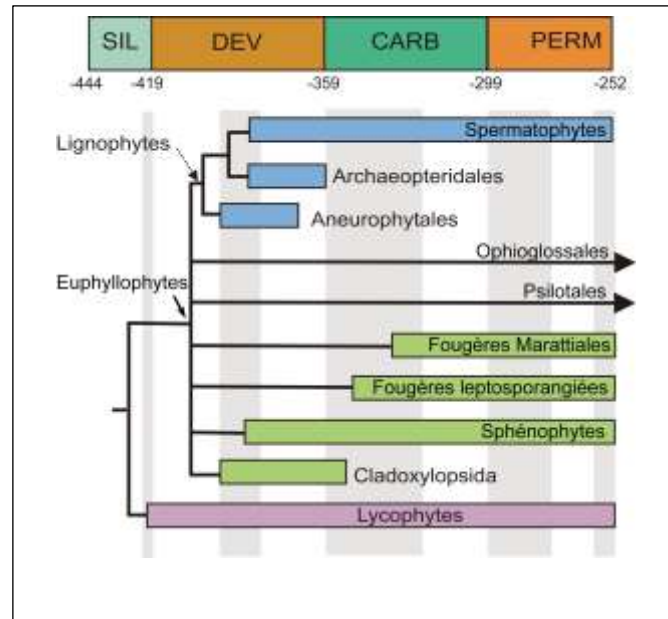 SIL DEV CARB PERM
-444 -419 -359 -299 -252
Spermatophytes
Lignophytes
Archaeopteridales
Aneurophytales
Ophioglossales
Euphyllophytes
Psilotales
Fougères Marattiales
Fougères leptosporangiées
Sphénophytes
Cladoxylopsida
Lycophytes